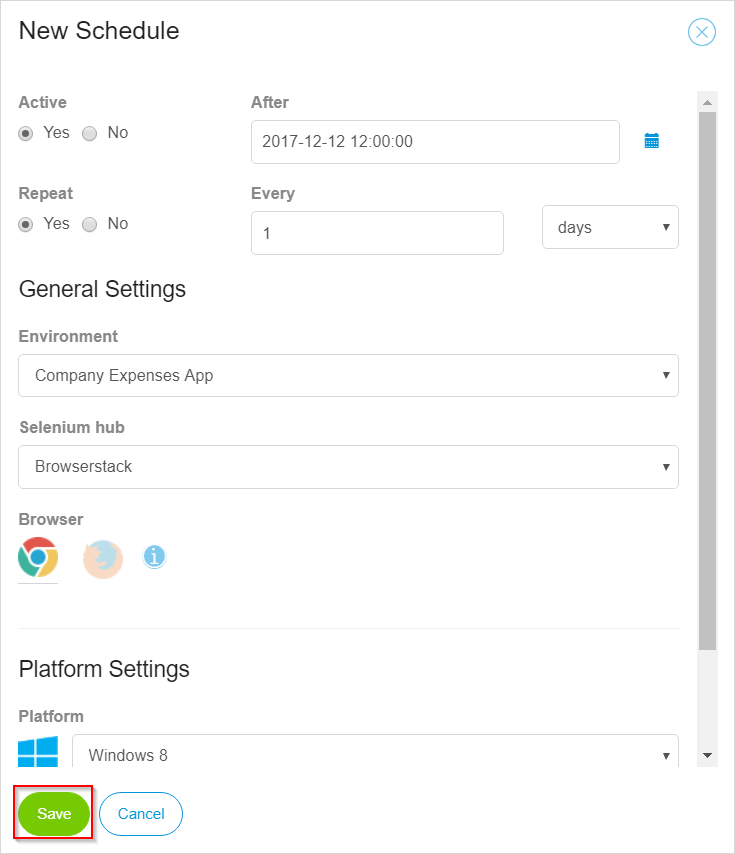 New Schedule
Active
After
Yes No
2017-12-12 12:00:00
Repeat
Every
Yes No
1
days
General Settings
Environment
Company Expenses App
Selenium hub
Browserstack
Browser
Platform Settings
Platform
Windows 8
Save
Cancel